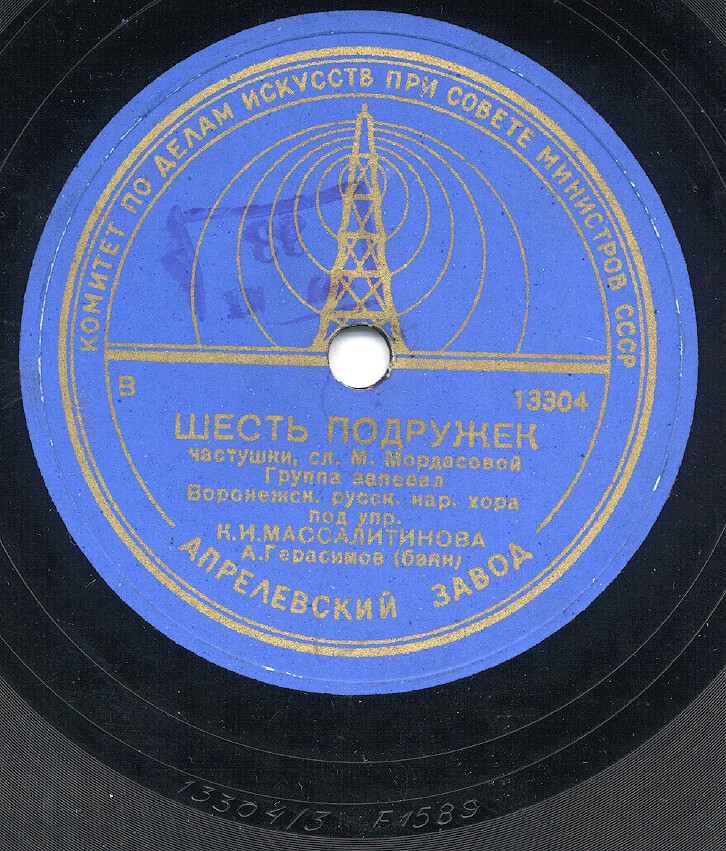 КОМИТЕТ ПО ДЕЛАМ ИСКУССТВ ПРИ СОВЕТЕ МИНИСТРОВ СССР
В 13304
ШЕСТЬ ПОДРУЖЕК
частушки, сл. М. Мордасовой
Группа запевал
Воронежск. русск. нар. хора
под упр.
К.И.МАССАЛИТИНОВА
А.Герасимов (баян)
АПРЕЛЕВСКИЙ ЗАВОД
13304/3 F1589